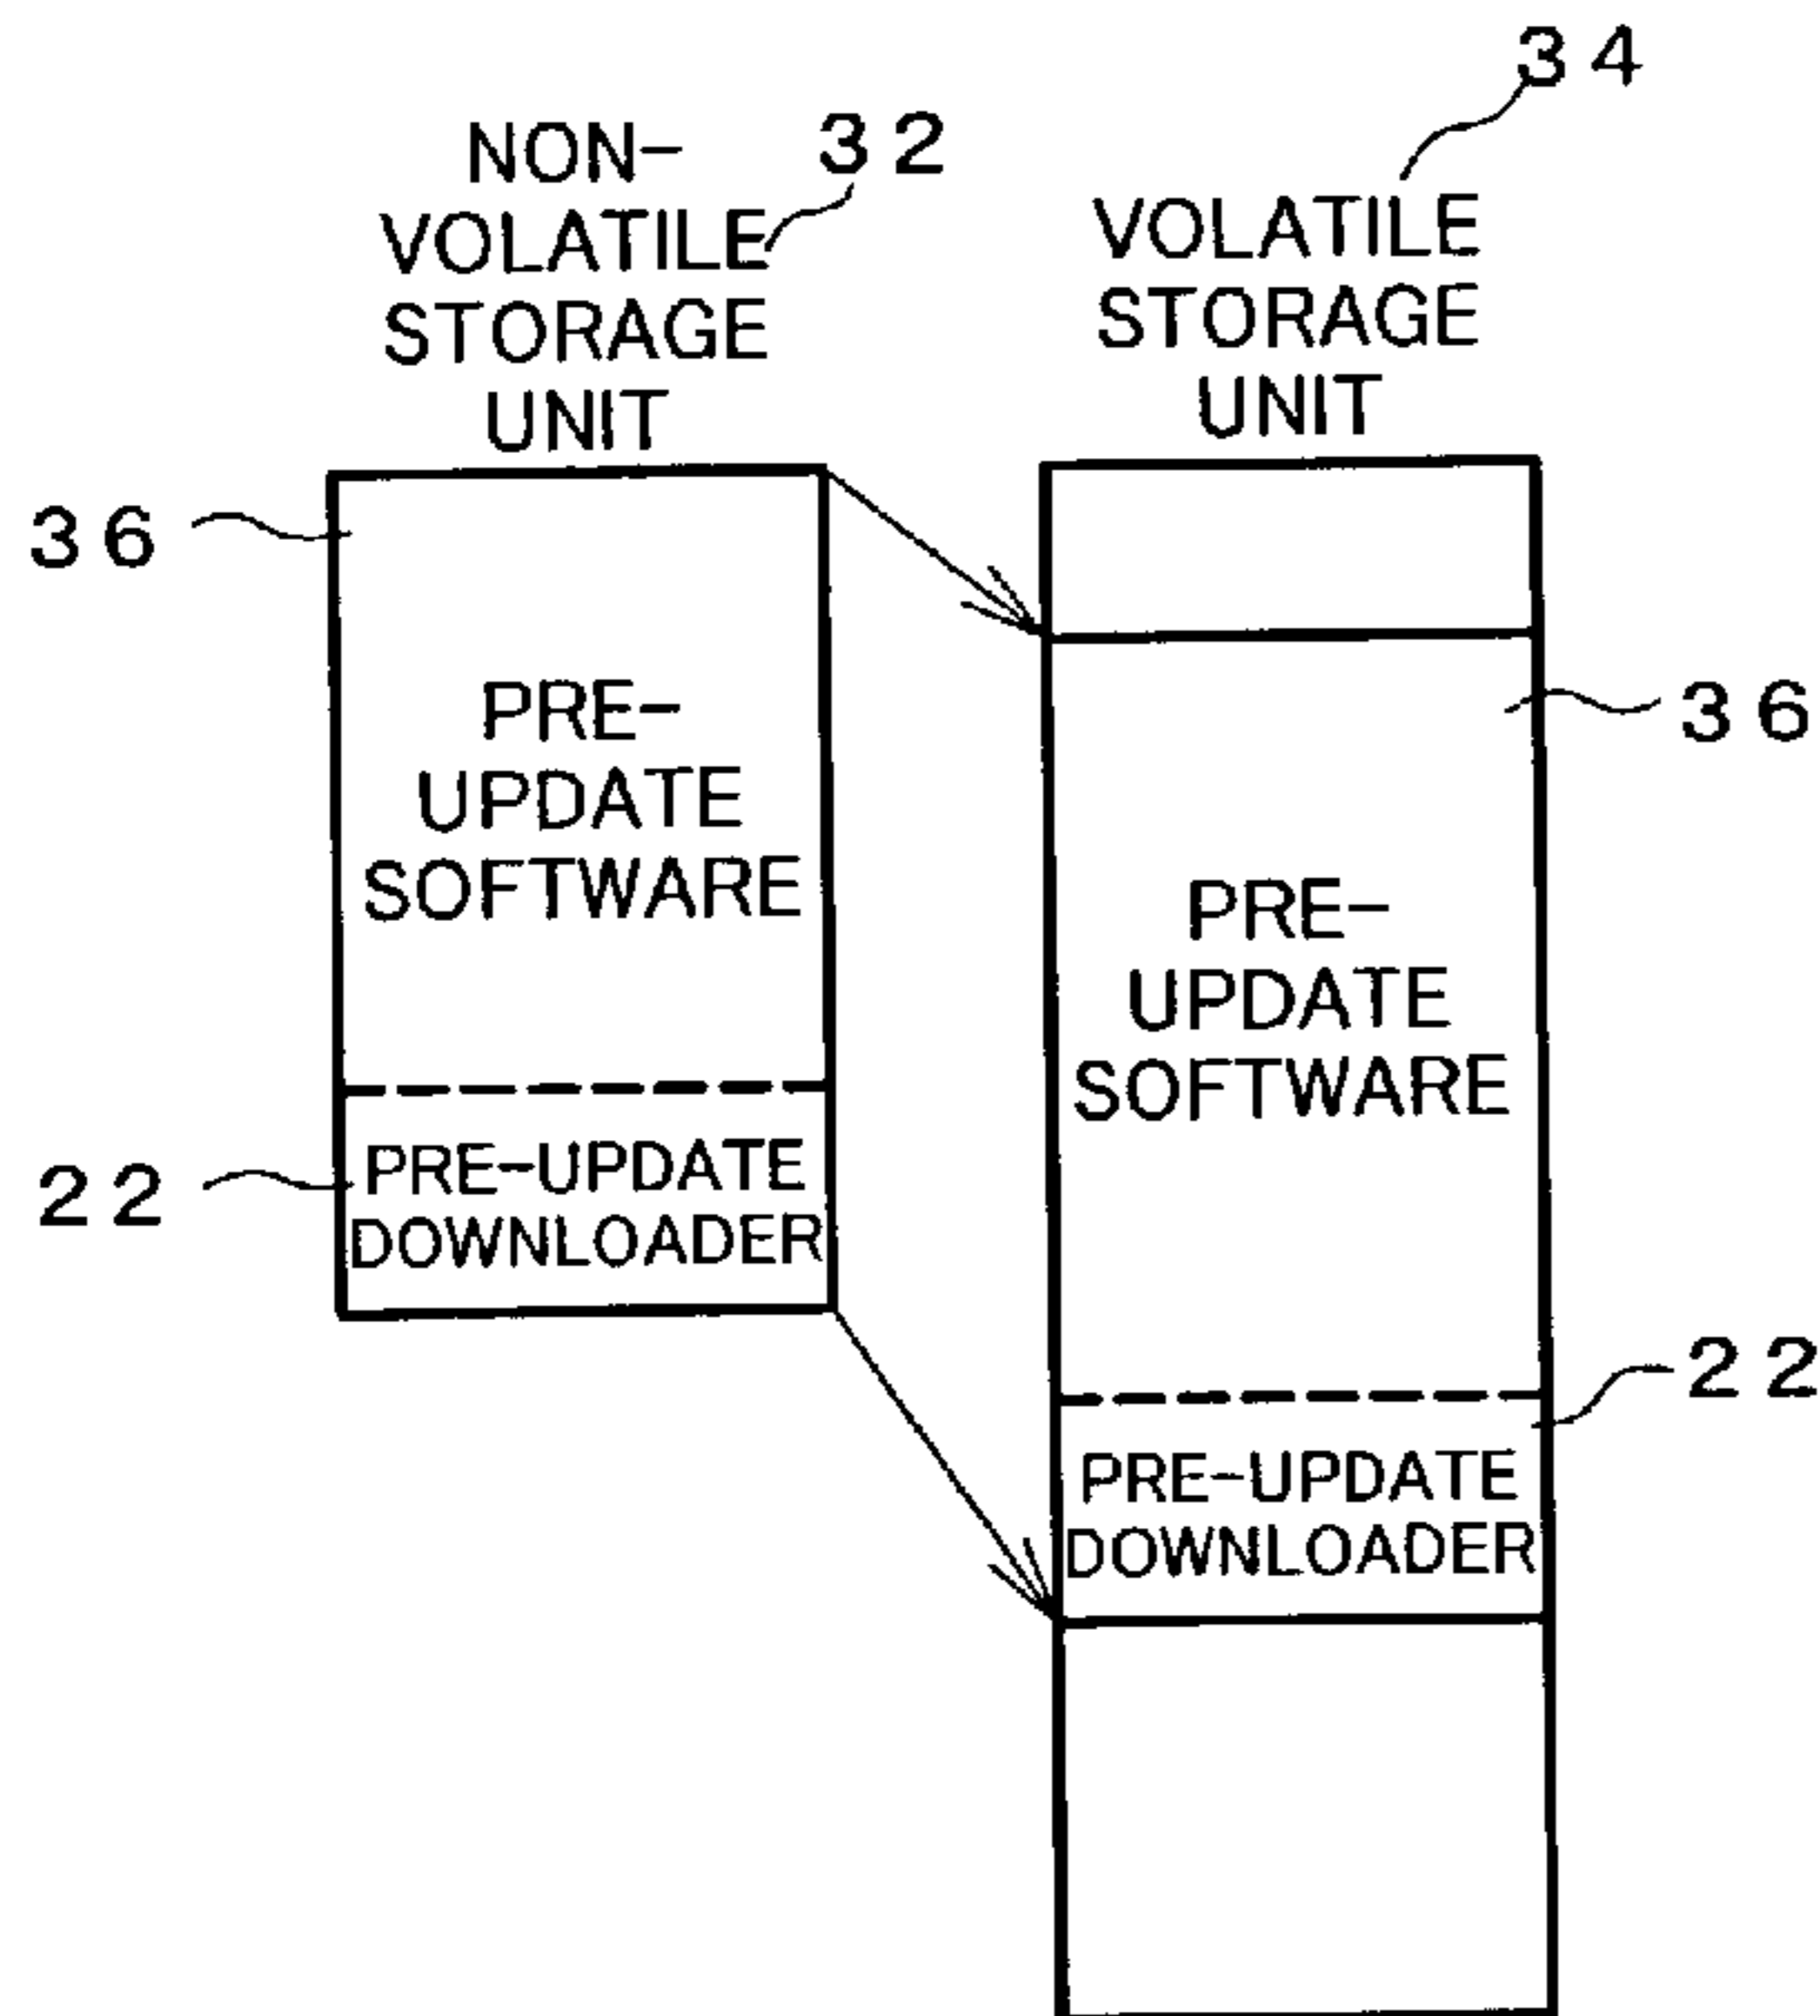 34
NON-
VOLATILE
STORAGE
UNIT
32
VOLATILE
STORAGE
UNIT
36
PRE-
UPDATE
SOFTWARE
22
PRE-UPDATE
DOWNLOADER
36
PRE-
UPDATE
SOFTWARE
22
PRE-UPDATE
DOWNLOADER